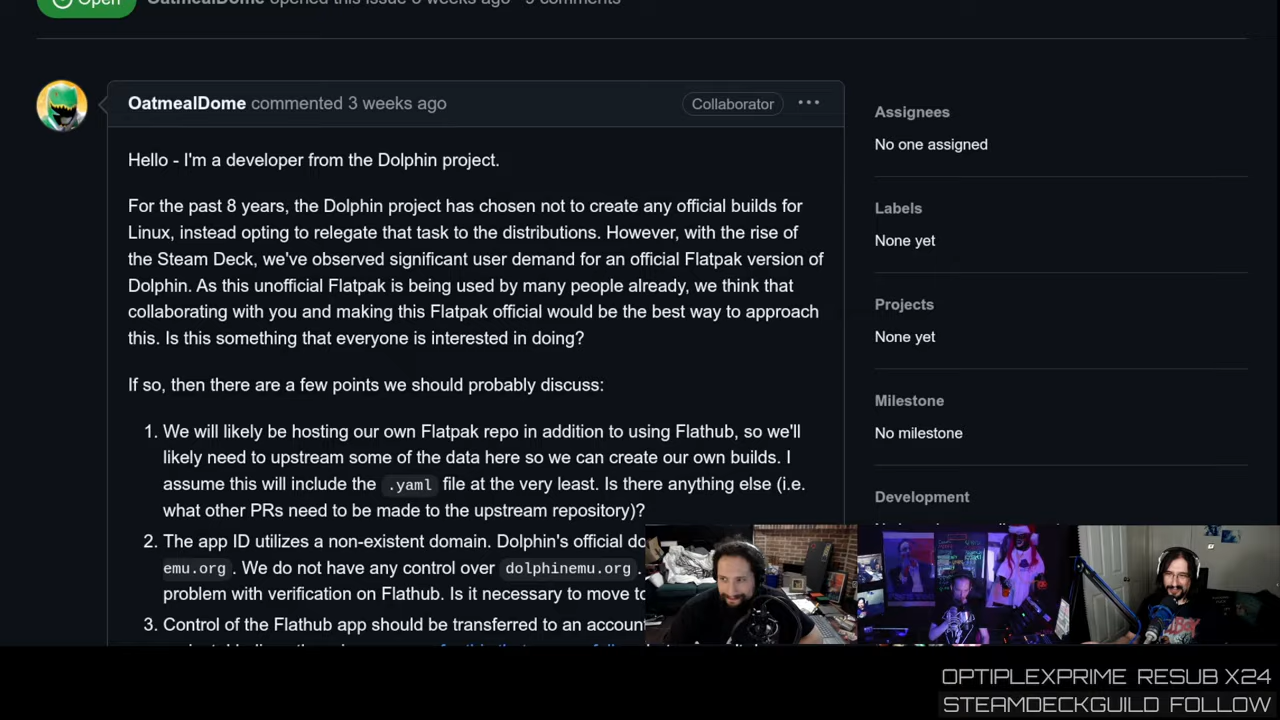 Open OatmealDome opened this issue 3 weeks ago · 9 comments
OatmealDome commented 3 weeks ago
Collaborator
Hello - I'm a developer from the Dolphin project.
For the past 8 years, the Dolphin project has chosen not to create any official builds for
Linux, instead opting to relegate that task to the distributions. However, with the rise of
the Steam Deck, we've observed significant user demand for an official Flatpak version of
Dolphin. As this unofficial Flatpak is being used by many people already, we think that
collaborating with you and making this Flatpak official would be the best way to approach
this. Is this something that everyone is interested in doing?
If so, then there are a few points we should probably discuss:
1. We will likely be hosting our own Flatpak repo in addition to using Flathub, so we'll
likely need to upstream some of the data here so we can create our own builds. I
assume this will include the .yaml file at the very least. Is there anything else (i.e.
what other PRs need to be made to the upstream repository)?
2. The app ID utilizes a non-existent domain. Dolphin's official do
emu.org . We do not have any control over dolphinemu.org .
problem with verification on Flathub. Is it necessary to move to
3. Control of the Flathub app should be transferred to an accoun
Assignees
No one assigned
Labels
None yet
Projects
None yet
Milestone
No milestone
Development
OPTIPLEXPRIME RESUB X24
STEAMDECKGUILD FOLLOW